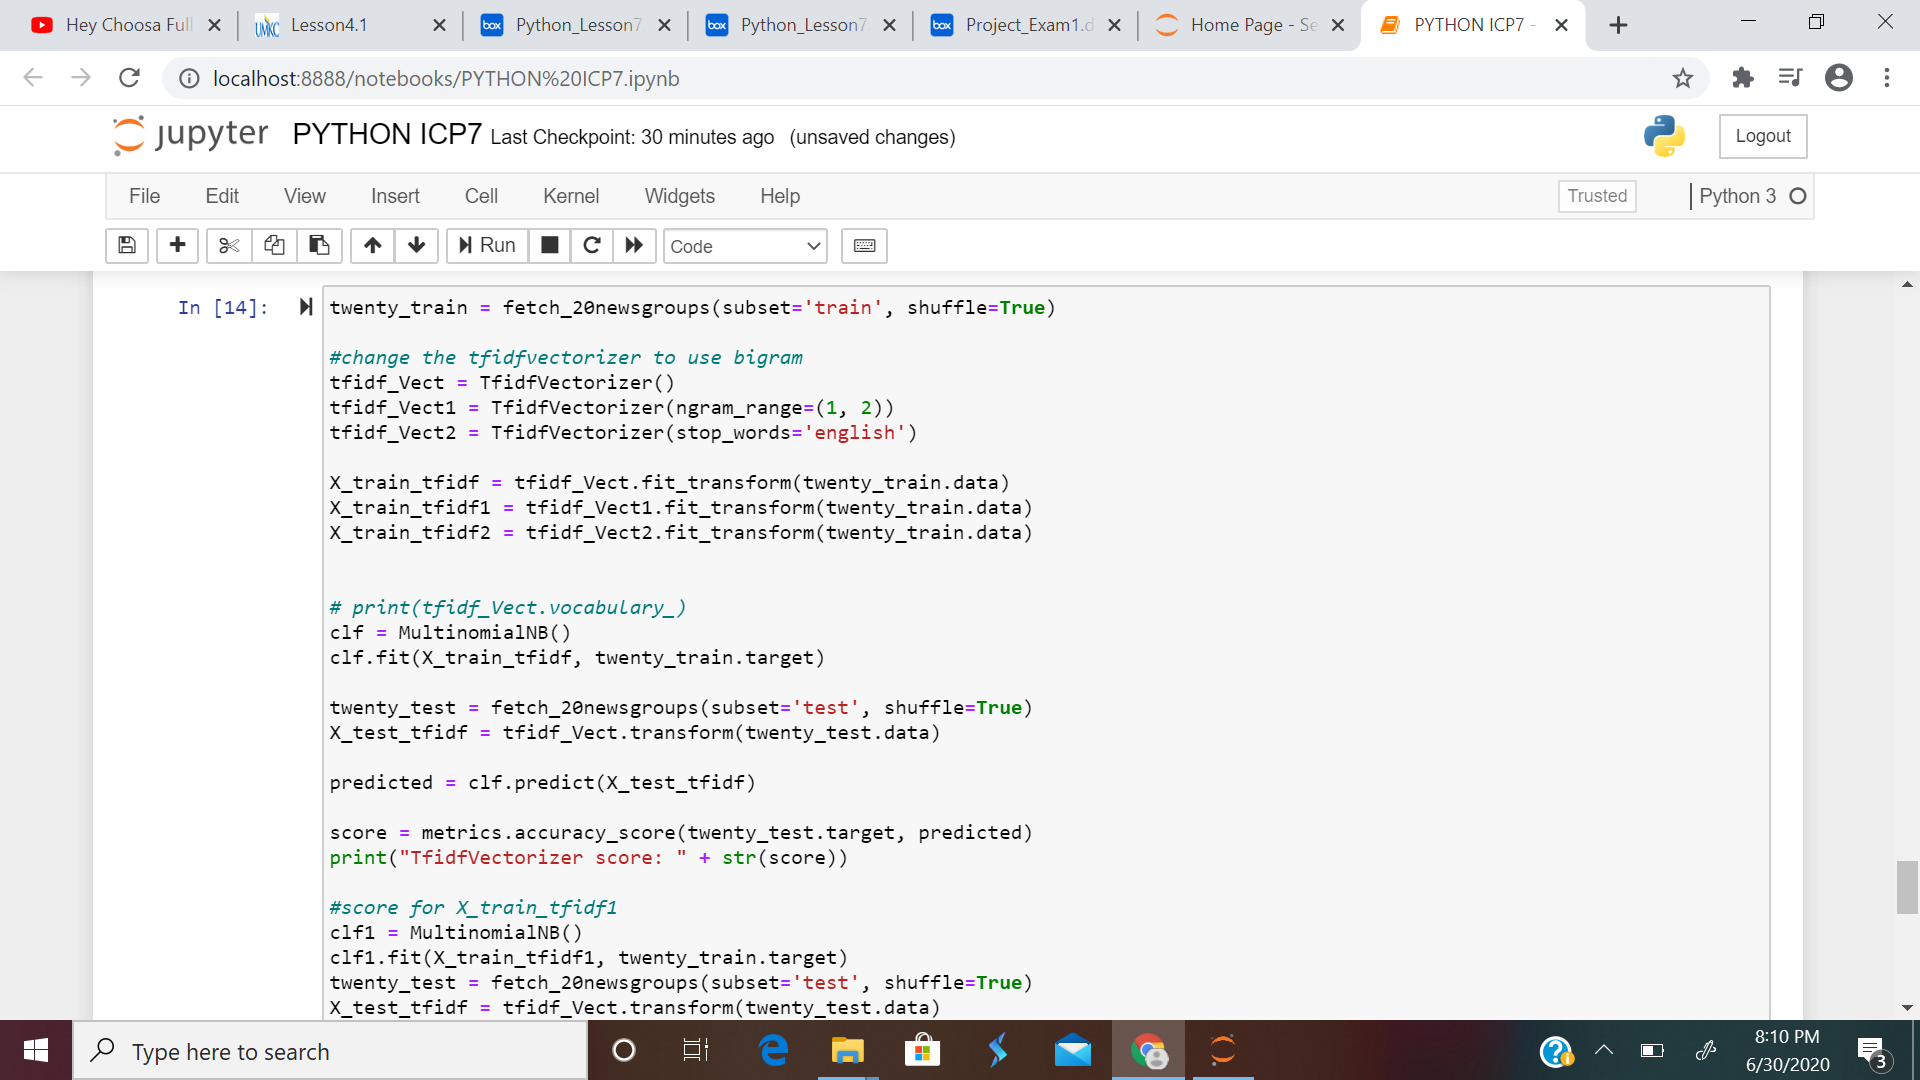 Hey Choosa Full
Lesson4.1
Python_Lesson7
Python_Lesson7
Project_Exam1.d
Home Page - Se
PYTHON ICP7 -
localhost:8888/notebooks/PYTHON%20ICP7.ipynb
jupyter PYTHON ICP7 Last Checkpoint: 30 minutes ago (unsaved changes)
Logout
File Edit View Insert Cell Kernel Widgets Help
Trusted
Python 3
Run
Code
In [14]:
twenty_train = fetch_20newsgroups(subset='train', shuffle=True)
#change the tfidfvectorizer to use bigram
tfidf_Vect = TfidfVectorizer()
tfidf_Vect1 = TfidfVectorizer(ngram_range=(1, 2))
tfidf_Vect2 = TfidfVectorizer(stop_words='english')
X_train_tfidf = tfidf_Vect.fit_transform(twenty_train.data)
X_train_tfidf1 = tfidf_Vect1.fit_transform(twenty_train.data)
X_train_tfidf2 = tfidf_Vect2.fit_transform(twenty_train.data)
# print(tfidf_Vect.vocabulary_)
clf = MultinomialNB()
clf.fit(X_train_tfidf, twenty_train.target)
twenty_test = fetch_20newsgroups(subset='test', shuffle=True)
X_test_tfidf = tfidf_Vect.transform(twenty_test.data)
predicted = clf.predict(X_test_tfidf)
score = metrics.accuracy_score(twenty_test.target, predicted)
print("TfidfVectorizer score: " + str(score))
#score for X_train_tfidf1
clf1 = MultinomialNB()
clf1.fit(X_train_tfidf1, twenty_train.target)
twenty_test = fetch_20newsgroups(subset='test', shuffle=True)
X_test_tfidf = tfidf_Vect.transform(twenty_test.data)
Type here to search
8:10 PM
6/30/2020
3